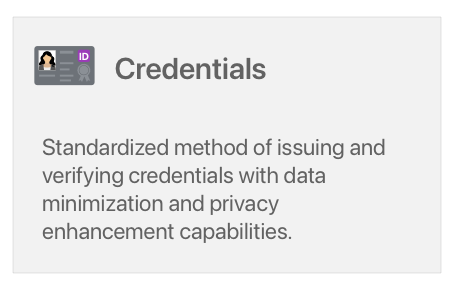 ID
Credentials
Standardized method of issuing and
verifying credentials with data
minimization and privacy
enhancement capabilities.